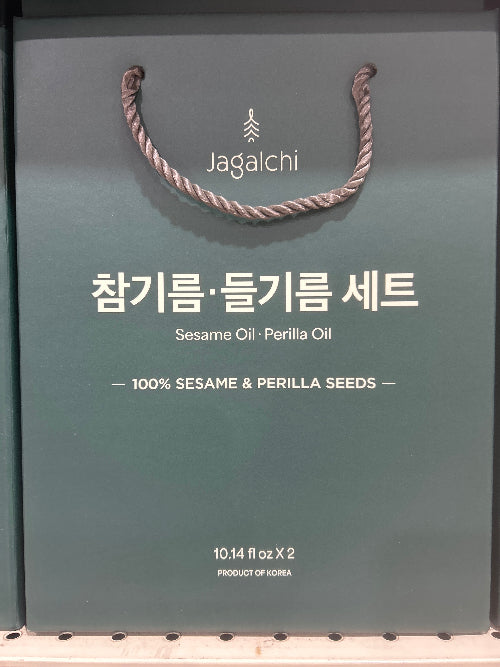 Jagalchi
참기름·들기름 세트
Sesame Oil · Perilla Oil
— 100% SESAME & PERILLA SEEDS —
10.14 fl oz X 2
PRODUCT OF KOREA